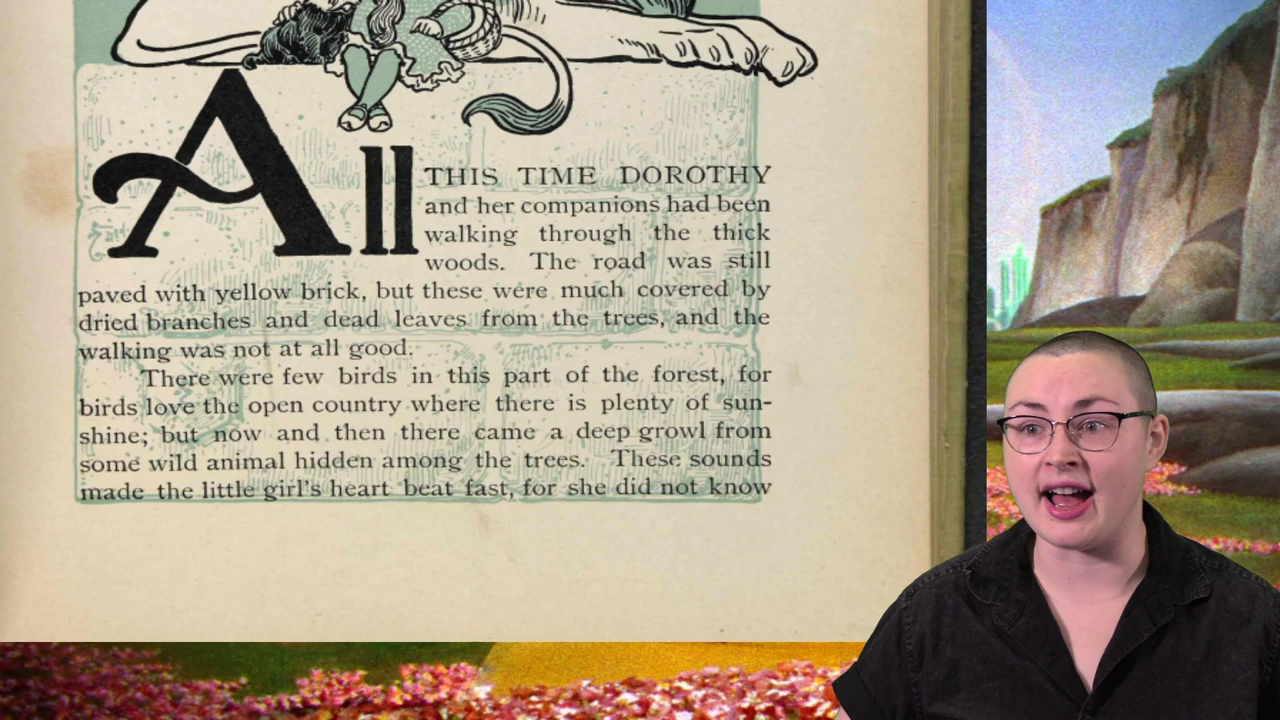 All THIS TIME DOROTHY
and her companions had been
walking through the thick
woods. The road was still
paved with yellow brick, but these were much covered by
dried branches and dead leaves from the trees, and the
walking was not at all good.
There were few birds in this part of the forest, for
birds love the open country where there is plenty of sun-
shine; but now and then there came a deep growl from
some wild animal hidden among the trees. These sounds
made the little girl's heart beat fast, for she did not know